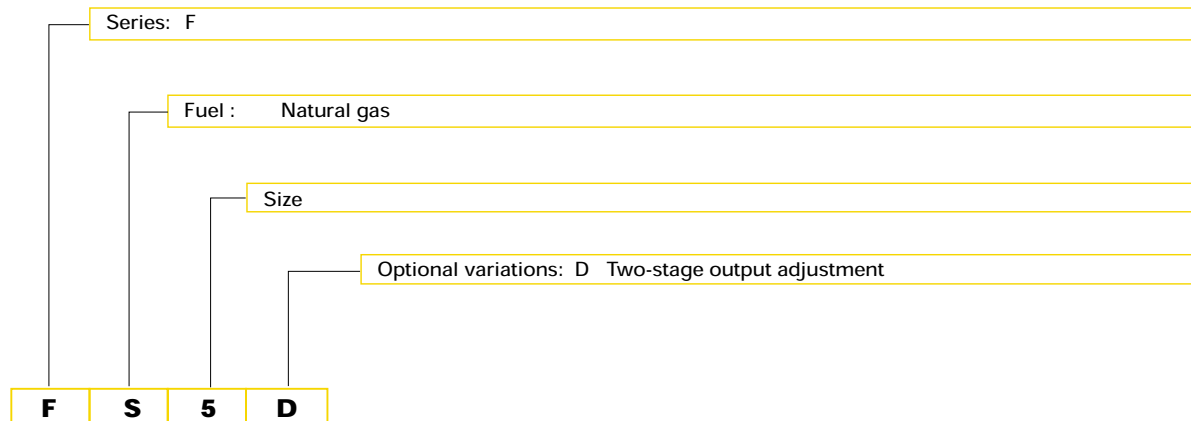 Series: F
Fuel : Natural gas
Size
Optional variations: D Two-stage output adjustment
F S 5 D